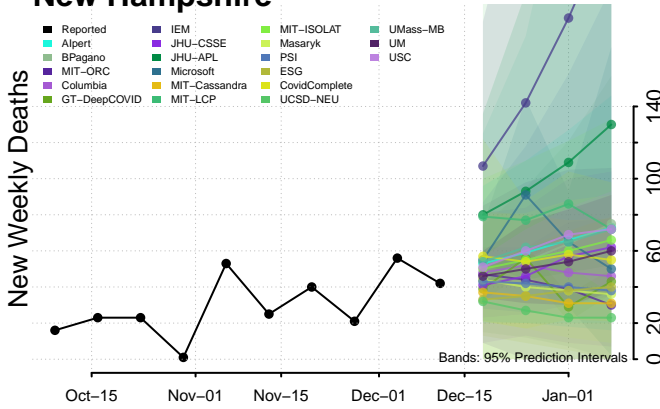 New Hampshire
Reported
Alpert
BPagano
MIT−ORC
Columbia
GT−DeepCOVID
IEM
JHU−CSSE
JHU−APL
Microsoft
MIT−Cassandra
MIT−LCP
MIT−ISOLAT
Masaryk
PSI
ESG
CovidComplete
UCSD−NEU
UMass−MB
UM
USC
New Weekly Deaths
140
100
60
20
0
Bands: 95% Prediction Intervals
Oct−15
Nov−01
Nov−15
Dec−01
Dec−15
Jan−01